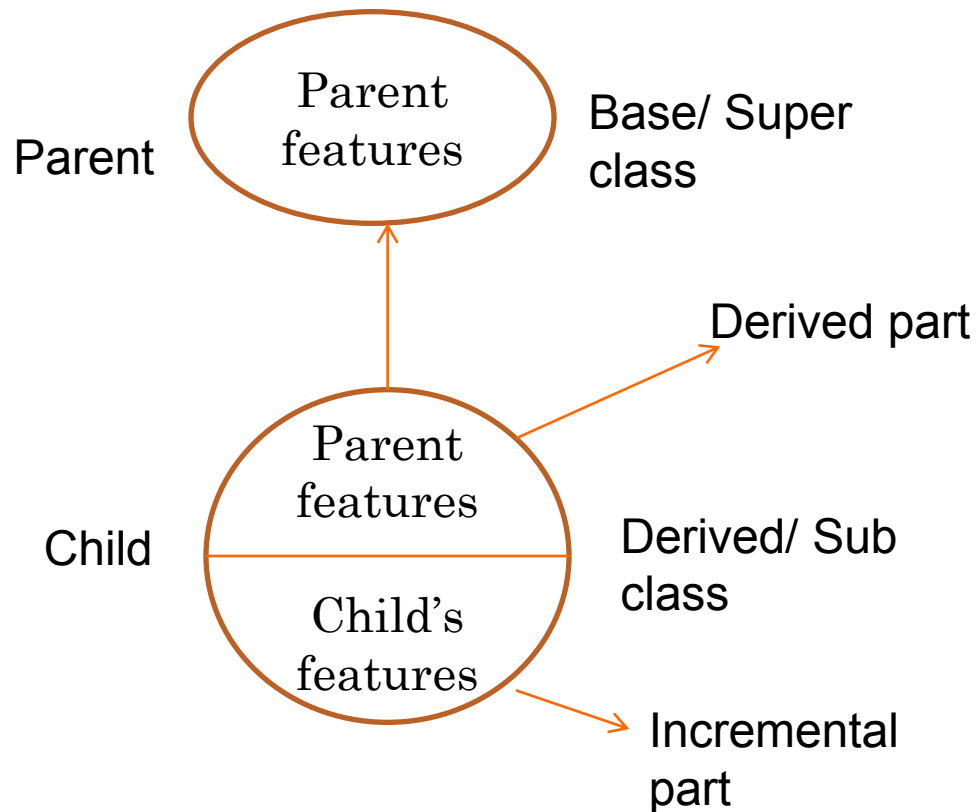 Parent
features
Parent
Base/ Super
class
Derived part
Parent
features
Child
Derived/ Sub
class
Child’s
features
Incremental
part